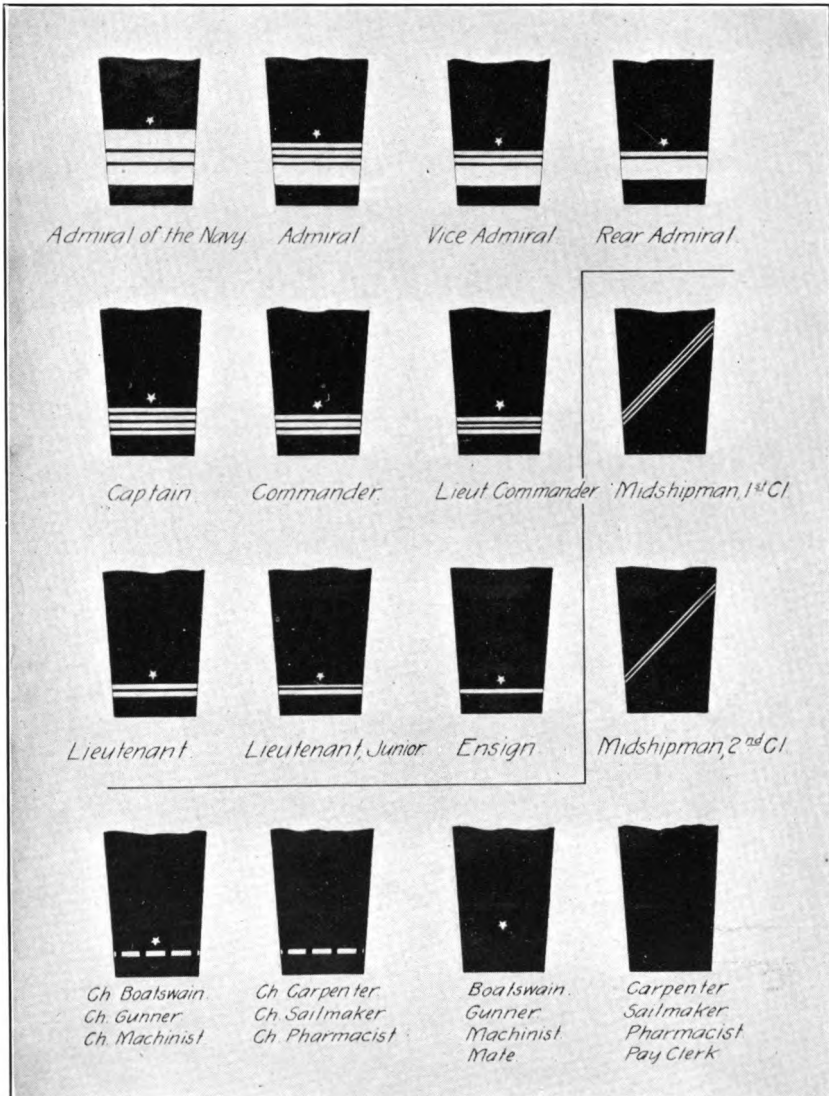 Admiral of the Navy. Admiral Vice Admiral Rear Admiral.
Captain. Commander. Lieut Commander Midshipman, 1st Cl.
Lieutenant. Lieutenant, Junior. Ensign. Midshipman, 2nd Cl.
Ch Boatswain.
Ch. Gunner.
Ch. Machinist
Ch Carpenter
Ch. Sailmaker
Ch. Pharmacist
Boatswain.
Gunner.
Machinist.
Mate.
Carpenter
Sailmaker.
Pharmacist
Pay Clerk